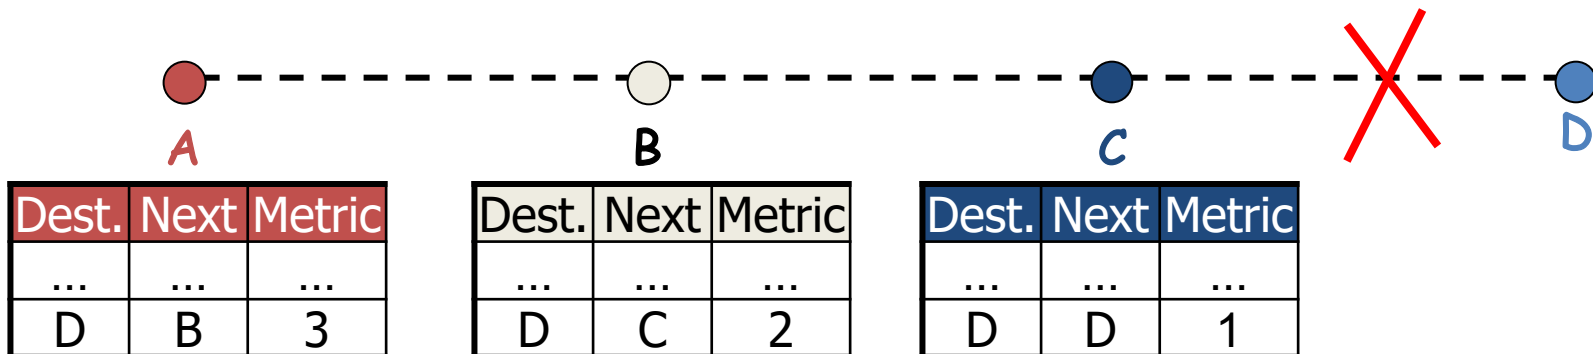 A B C D
Dest. Next Metric Dest. Next Metric Dest. Next Metric
... ... ... ... ... ... ... ... ...
D B 3 D C 2 D D 1